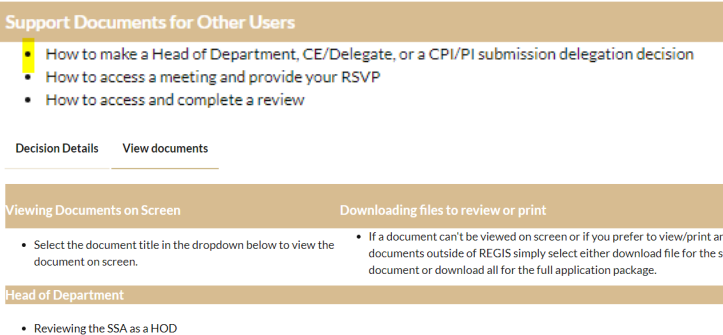 Support Documents for Other Users
• How to make a Head of Department, CE/Delegate, or a CPI/PI submission delegation decision
• How to access a meeting and provide your RSVP
• How to access and complete a review
Decision Details View documents
Viewing Documents on Screen
• Select the document title in the dropdown below to view the
document on screen.
Downloading files to review or print
• If a document can't be viewed on screen or if you prefer to view/print
documents outside of REGIS simply select either download file for the
document or download all for the full application package.
Head of Department
• Reviewing the SSA as a HOD